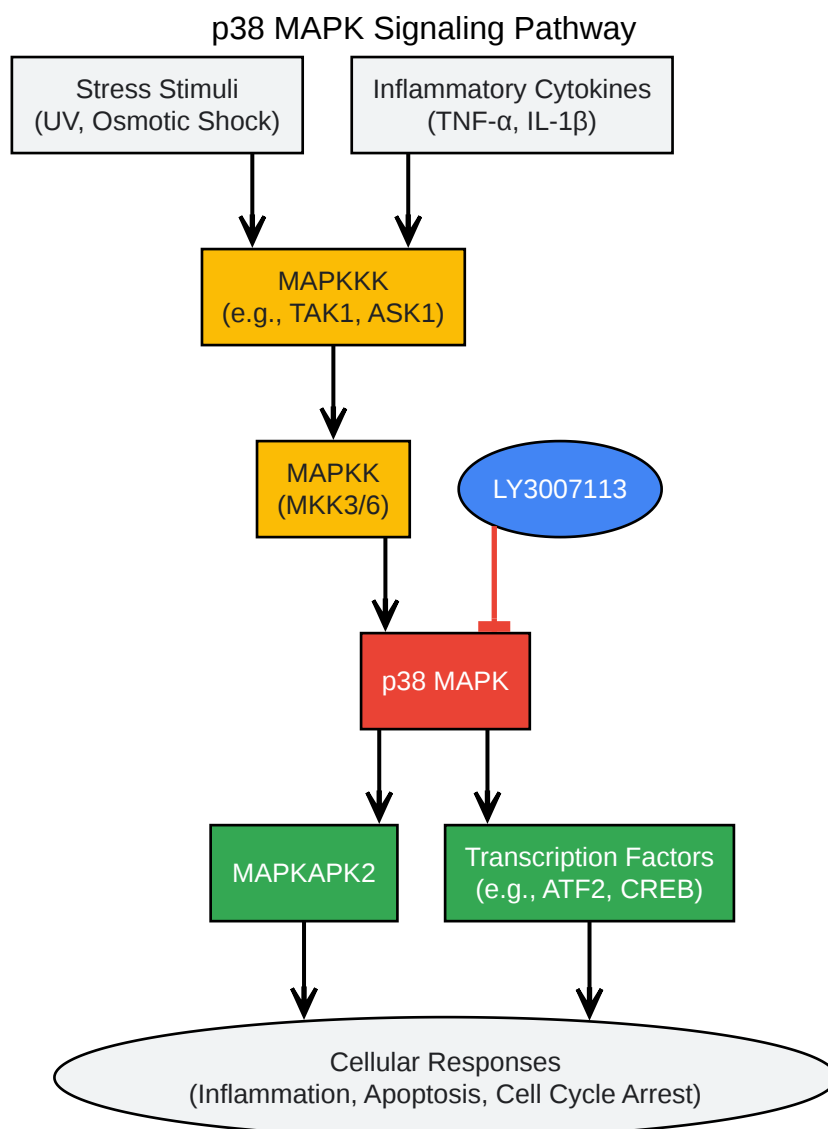 p38 MAPK Signaling Pathway
Stress Stimuli
(UV, Osmotic Shock)
Inflammatory Cytokines
(TNF-α, IL-1β)
MAPKKK
(e.g., TAK1, ASK1)
MAPKK
(MKK3/6)
LY3007113
p38 MAPK
MAPKAPK2
Transcription Factors
(e.g., ATF2, CREB)
Cellular Responses
(Inflammation, Apoptosis, Cell Cycle Arrest)